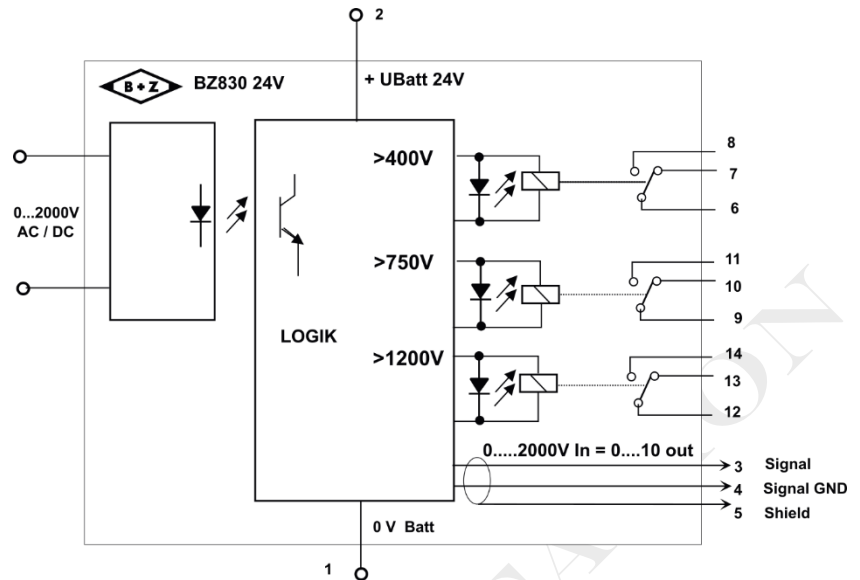 2
B + Z
BZ830 24V
+ UBatt 24V
0...2000V
AC / DC
>400V
8
7
6
>750V
11
10
9
LOGIK
>1200V
14
13
12
0.....2000V In = 0....10 out
3 Signal
4 Signal GND
5 Shield
0 V Batt
1